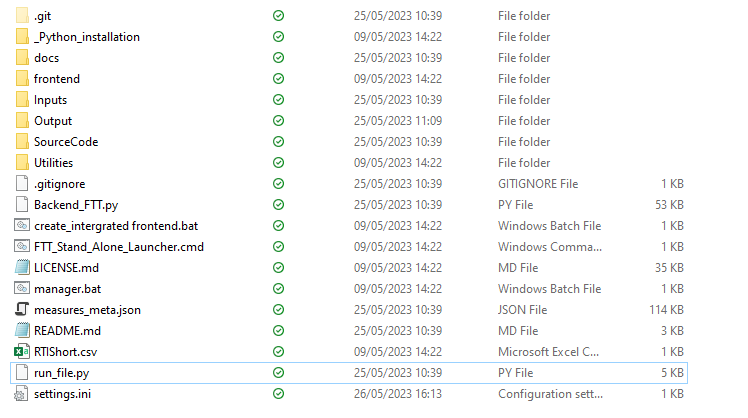 .git 25/05/2023 10:39 File folder
_Python_installation 09/05/2023 14:22 File folder
docs 25/05/2023 10:39 File folder
frontend 09/05/2023 14:22 File folder
Inputs 25/05/2023 10:39 File folder
Output 25/05/2023 11:09 File folder
SourceCode 25/05/2023 10:39 File folder
Utilities 09/05/2023 14:22 File folder
.gitignore 25/05/2023 10:39 GITIGNORE File 1 KB
Backend_FTT.py 25/05/2023 10:39 PY File 53 KB
create_intergrated frontend.bat 09/05/2023 14:22 Windows Batch File 1 KB
FTT_Stand_Alone_Launcher.cmd 09/05/2023 14:22 Windows Comma... 1 KB
LICENSE.md 09/05/2023 14:22 MD File 35 KB
manager.bat 09/05/2023 14:22 Windows Batch File 1 KB
measures_meta.json 25/05/2023 10:39 JSON File 114 KB
README.md 25/05/2023 10:39 MD File 3 KB
RTIShort.csv 09/05/2023 14:22 Microsoft Excel C... 1 KB
run_file.py 25/05/2023 10:39 PY File 5 KB
settings.ini 26/05/2023 16:13 Configuration sett... 1 KB